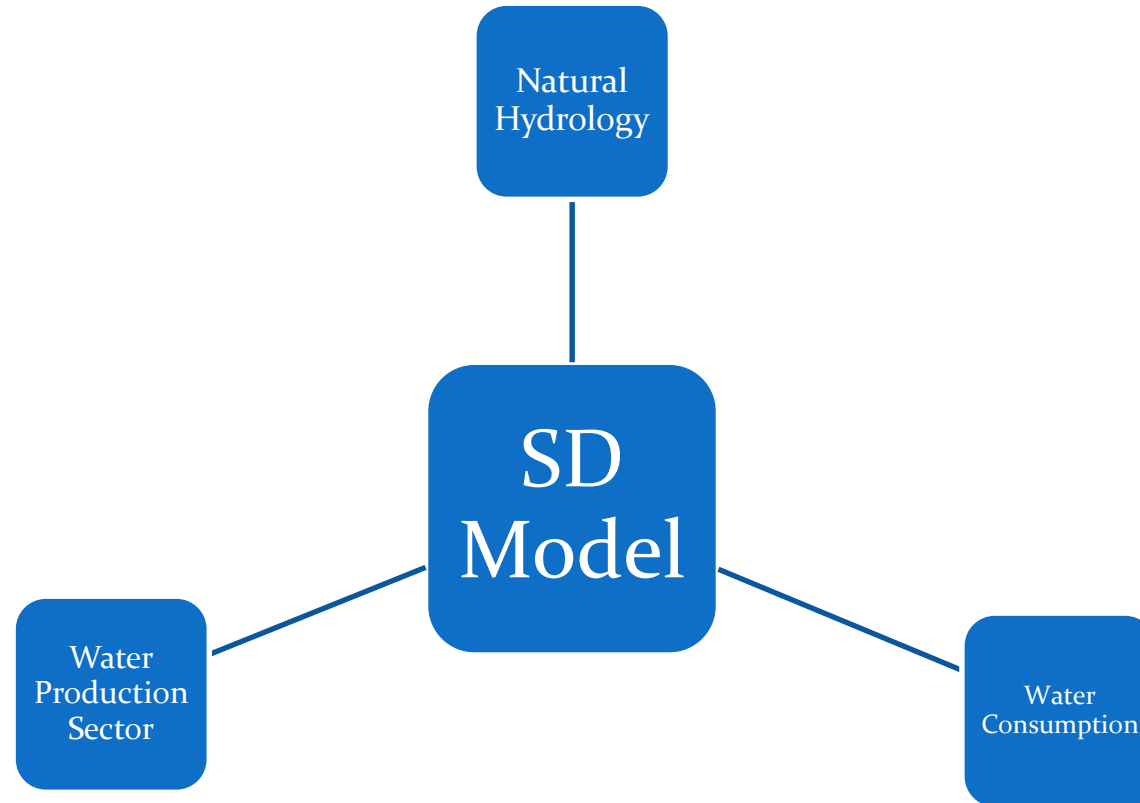 Natural
Hydrology
SD
Model
Water
Production
Sector
Water
Consumption